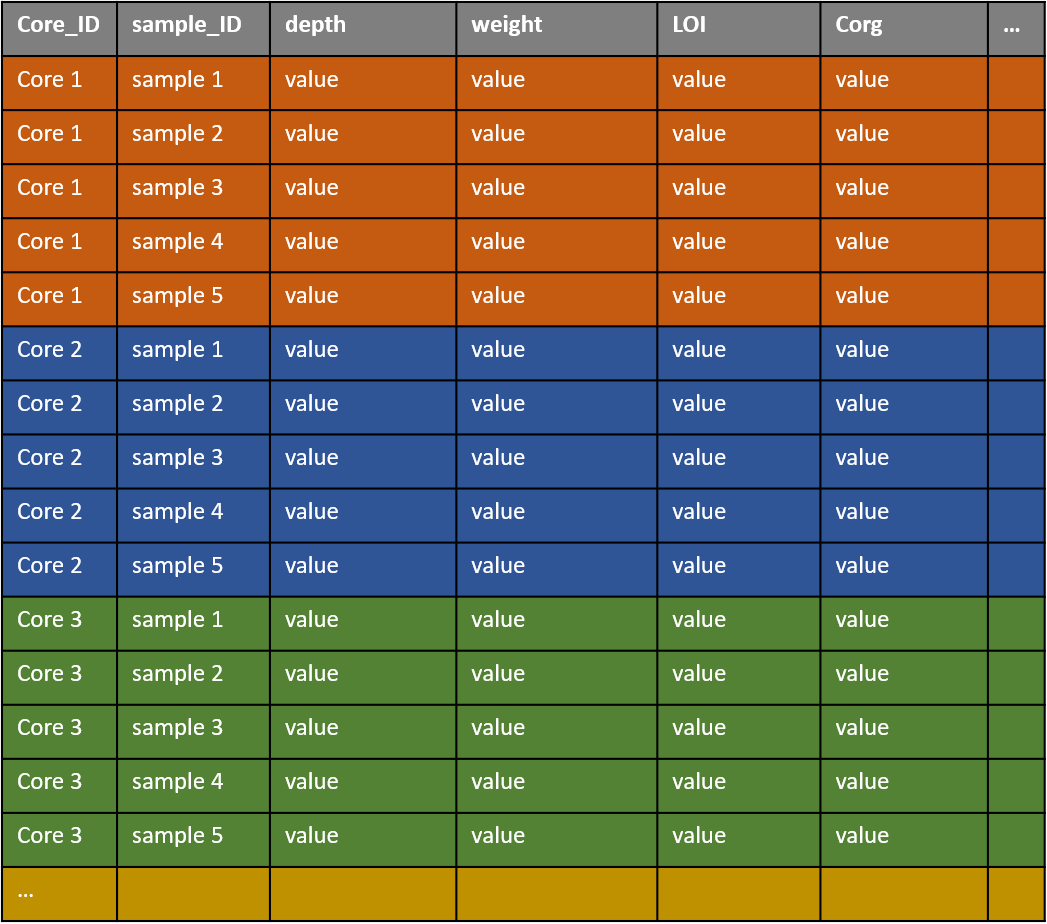 Core_ID sample_ID depth weight LOI Corg ...
Core 1 sample 1 value value value value
Core 1 sample 2 value value value value
Core 1 sample 3 value value value value
Core 1 sample 4 value value value value
Core 1 sample 5 value value value value
Core 2 sample 1 value value value value
Core 2 sample 2 value value value value
Core 2 sample 3 value value value value
Core 2 sample 4 value value value value
Core 2 sample 5 value value value value
Core 3 sample 1 value value value value
Core 3 sample 2 value value value value
Core 3 sample 3 value value value value
Core 3 sample 4 value value value value
Core 3 sample 5 value value value value
...